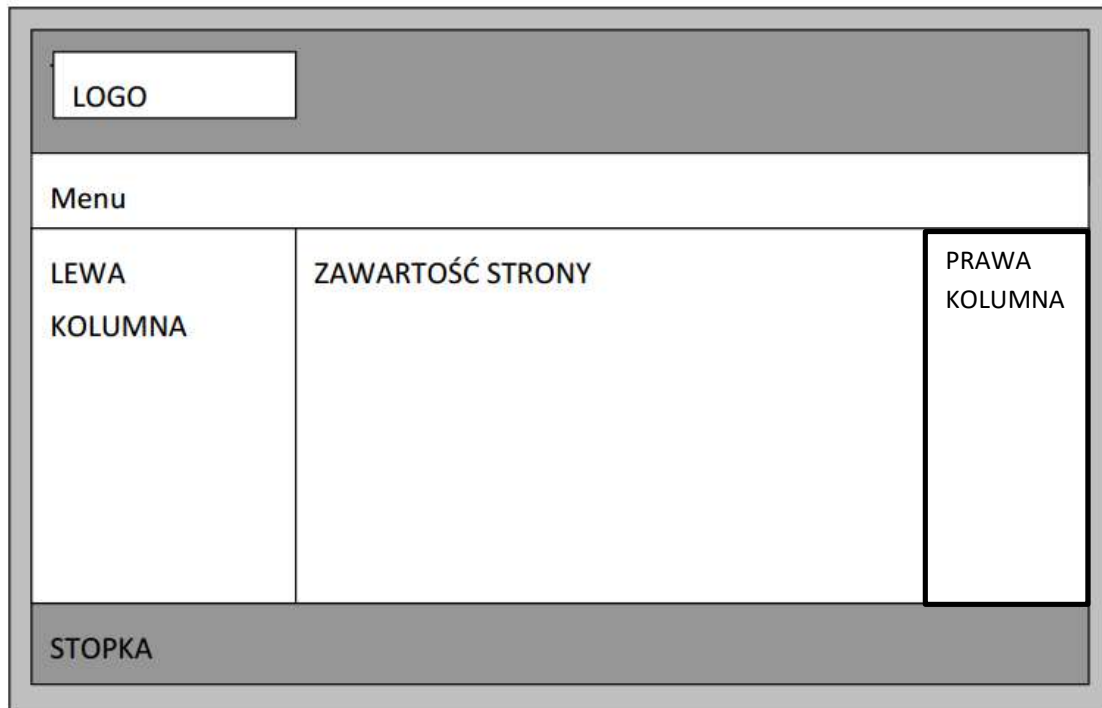 LOGO
Menu
LEWA
KOLUMNA
ZAWARTOŚĆ STRONY
PRAWA
KOLUMNA
STOPKA